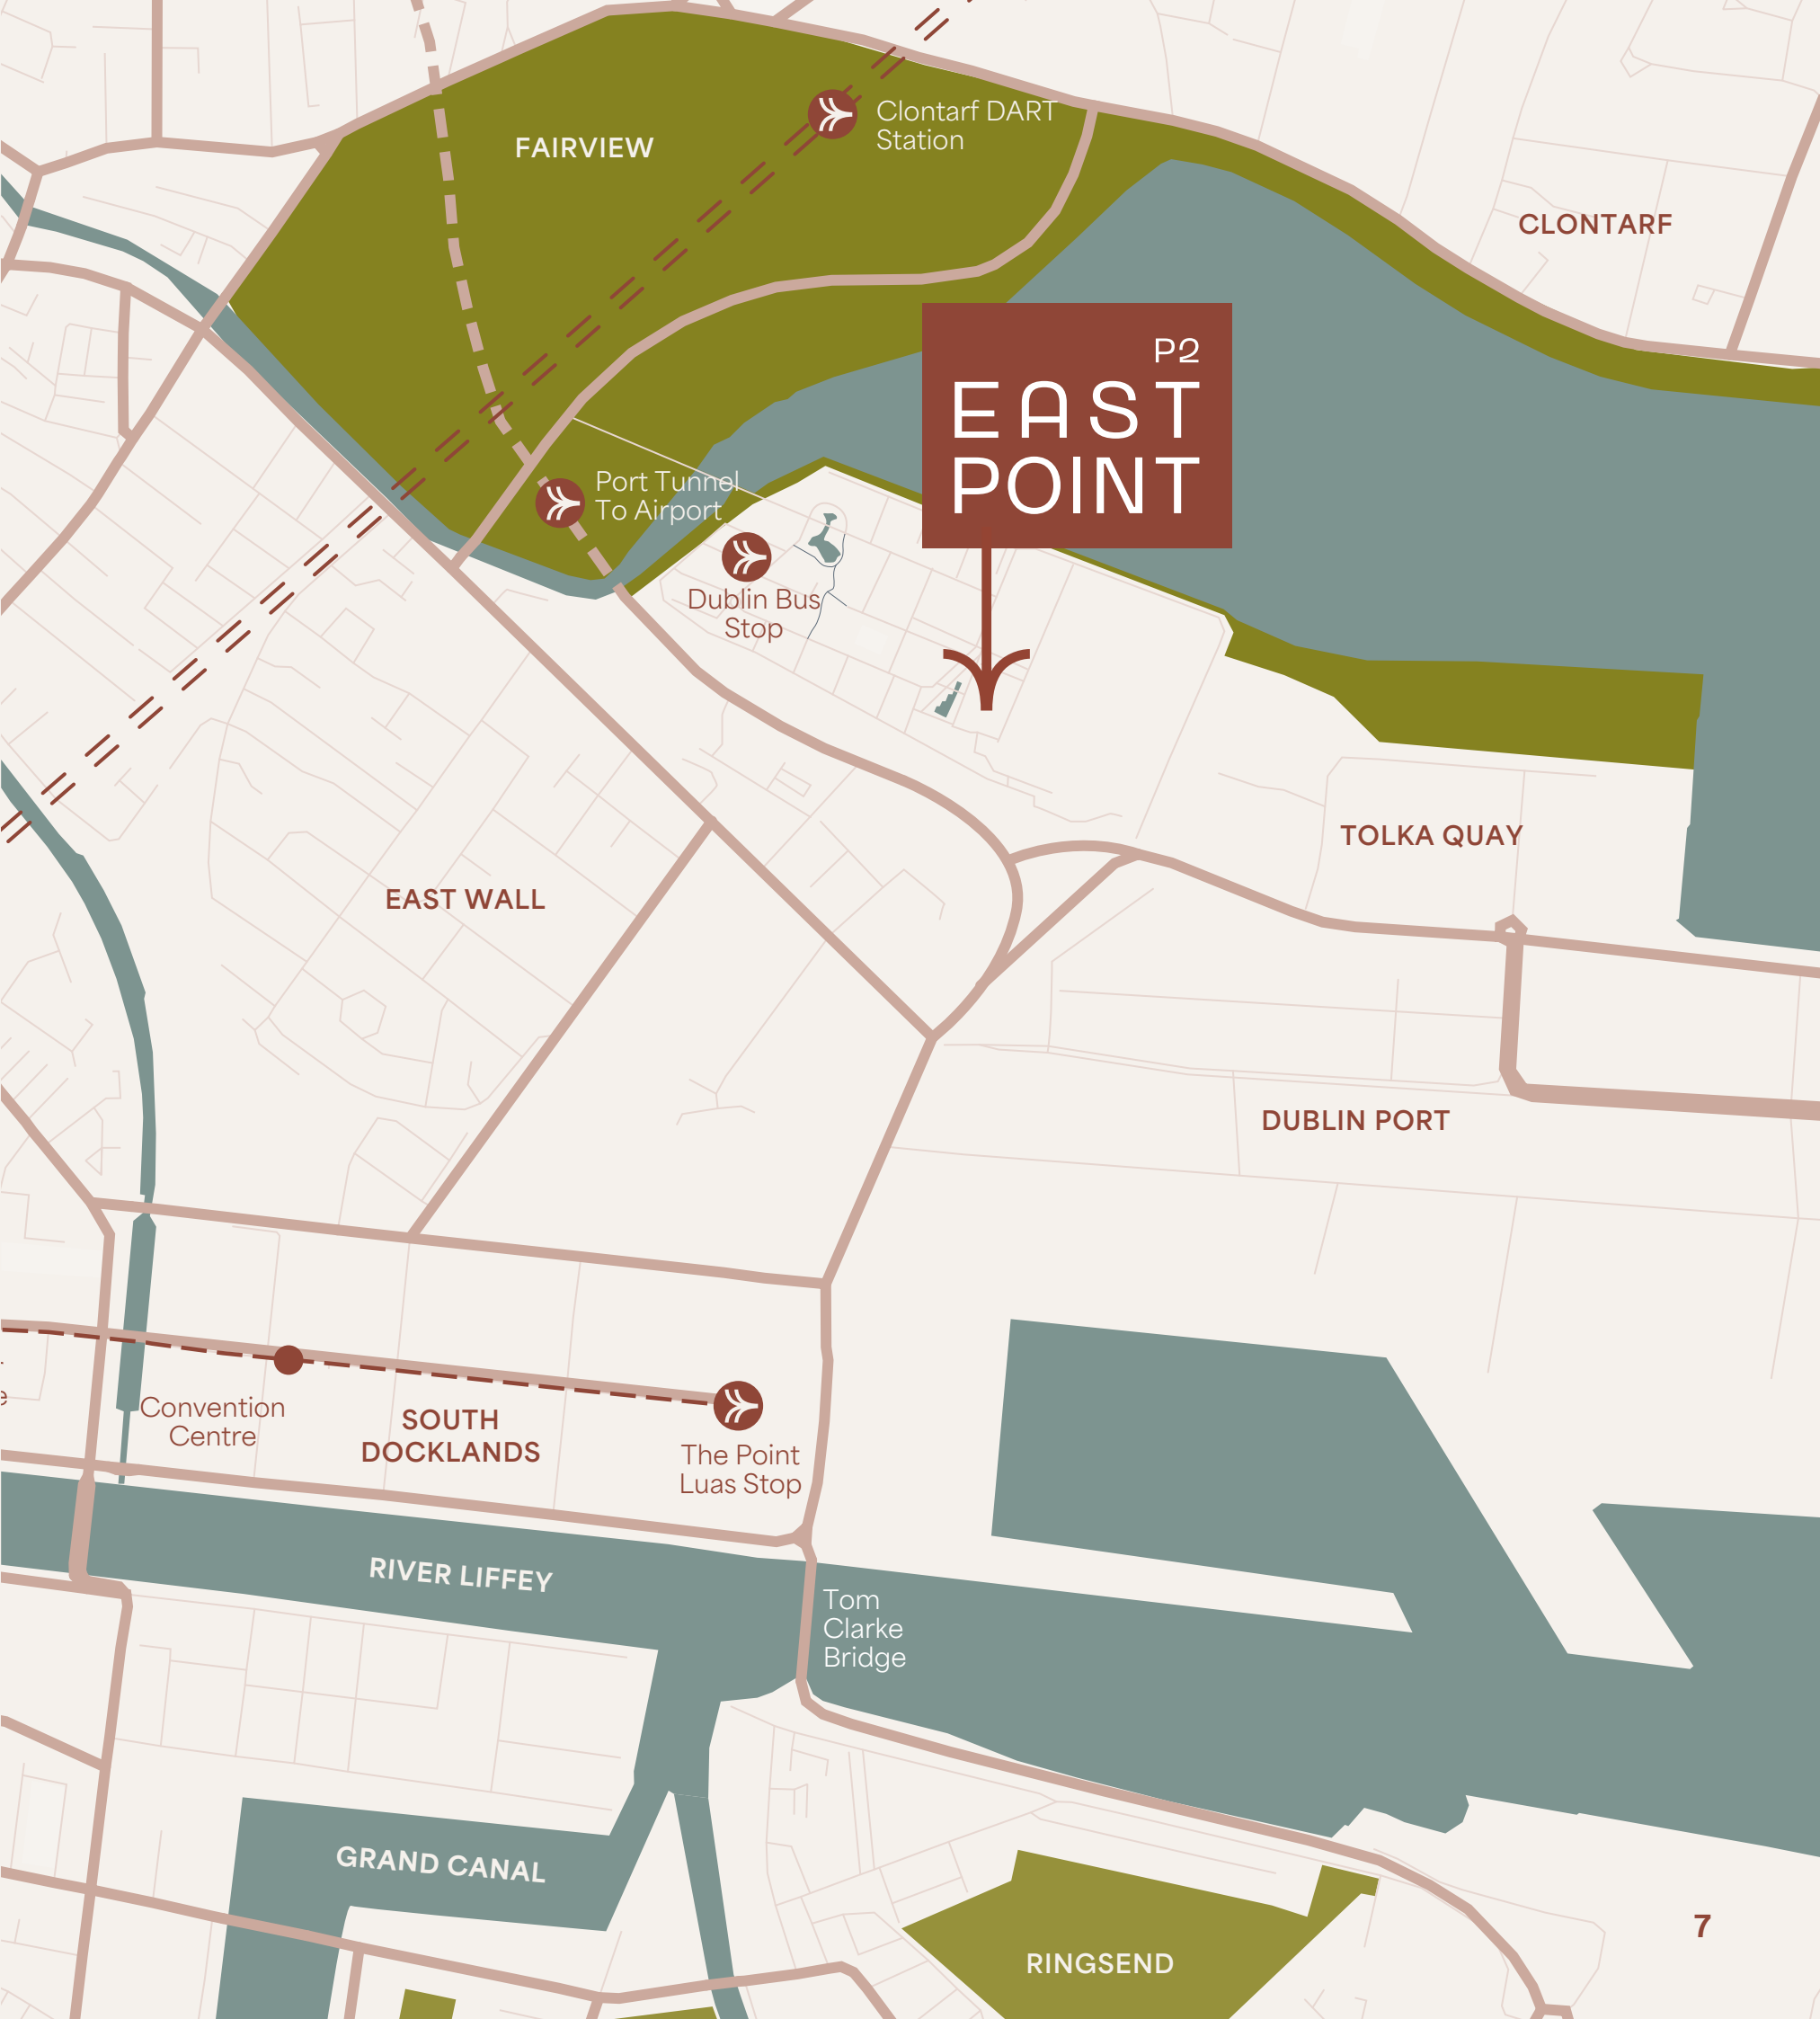 Clontarf DART
Station
FAIRVIEW
CLONTARF
P2
EAST
POINT
Port Tunnel
To Airport
Dublin Bus
Stop
TOLKA QUAY
EAST WALL
DUBLIN PORT
Convention
Centre
SOUTH
DOCKLANDS
The Point
Luas Stop
RIVER LIFFEY
Tom
Clarke
Bridge
GRAND CANAL
7
RINGSEND